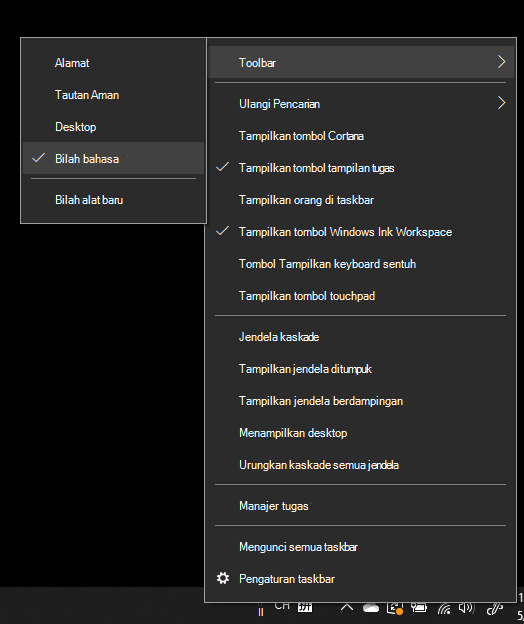 Alamat
Tautan Aman
Desktop
Bilah bahasa
Bilah alat baru
Toolbar
Ulangi Pencarian
Tampilkan tombol Cortana
Tampilkan tombol tampilan tugas
Tampilkan orang di taskbar
Tampilkan tombol Windows Ink Workspace
Tombol Tampilkan keyboard sentuh
Tampilkan tombol touchpad
Jendela kaskade
Tampilkan jendela ditumpuk
Tampilkan jendela berdampingan
Menampilkan desktop
Urungkan kaskade semua jendela
Manajer tugas
Mengunci semua taskbar
Pengaturan taskbar
CH 拼